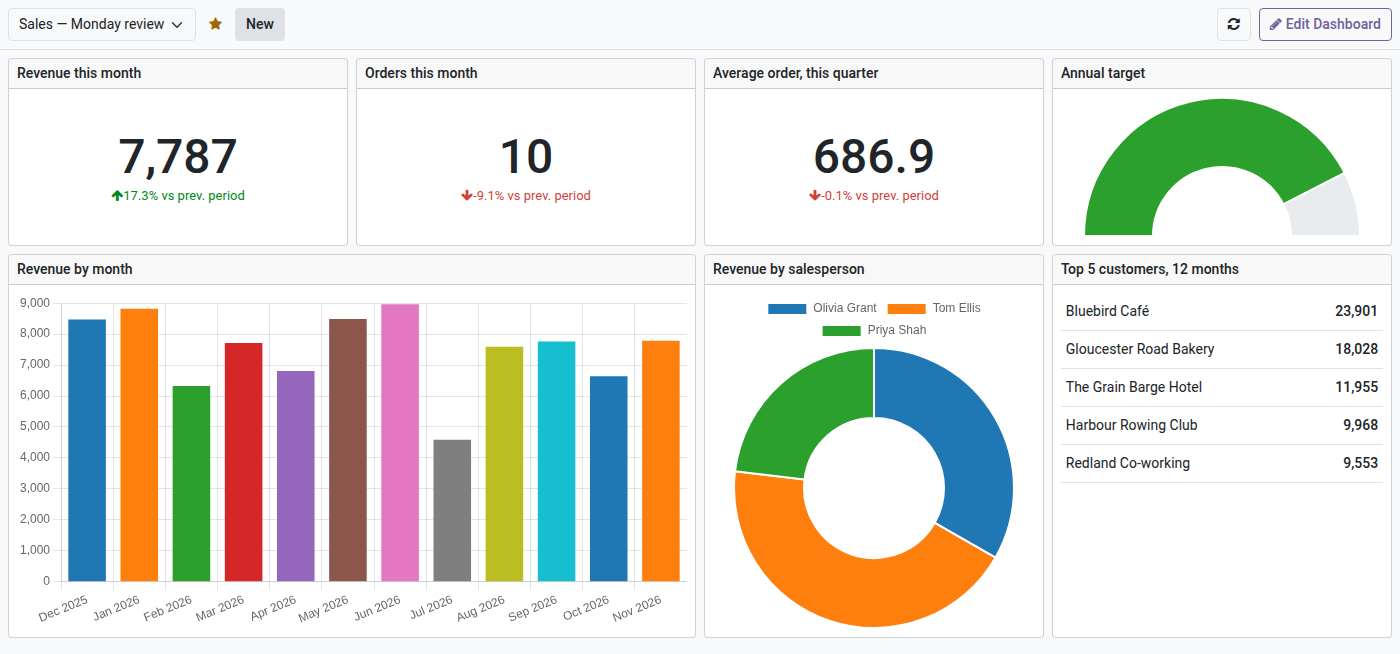 Sales — Monday review
New
Edit Dashboard
Revenue this month
7,787
17.3% vs prev. period
Orders this month
10
-9.1% vs prev. period
Average order, this quarter
686.9
-0.1% vs prev. period
Annual target
Revenue by month
9,000
8,000
7,000
6,000
5,000
4,000
3,000
2,000
1,000
0
Dec 2025
Jan 2026
Feb 2026
Mar 2026
Apr 2026
May 2026
Jun 2026
Jul 2026
Aug 2026
Sep 2026
Oct 2026
Nov 2026
Revenue by salesperson
Olivia Grant
Tom Ellis
Priya Shah
Top 5 customers, 12 months
Bluebird Café 23,901
Gloucester Road Bakery 18,028
The Grain Barge Hotel 11,955
Harbour Rowing Club 9,968
Redland Co-working 9,553